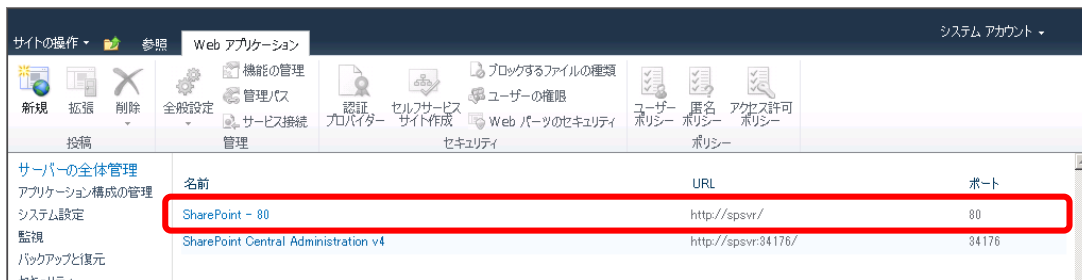 システム アカウント
サイトの操作 参照 Web アプリケーション
新規 拡張 削除
投稿
全般設定 機能の管理
管理パス
サービス接続
管理
認証プロバイダー セルフサービスサイト作成 ブロックするファイルの種類
ユーザーの権限
Web パーツのセキュリティ
セキュリティ
ユーザーポリシー 匿名ポリシー アクセス許可ポリシー
ポリシー
サーバーの全体管理
アプリケーション構成の管理
システム設定
監視
バックアップと復元
名前 URL ポート
SharePoint - 80 http://spsvr/ 80
SharePoint Central Administration v4 http://spsvr:34176/ 34176